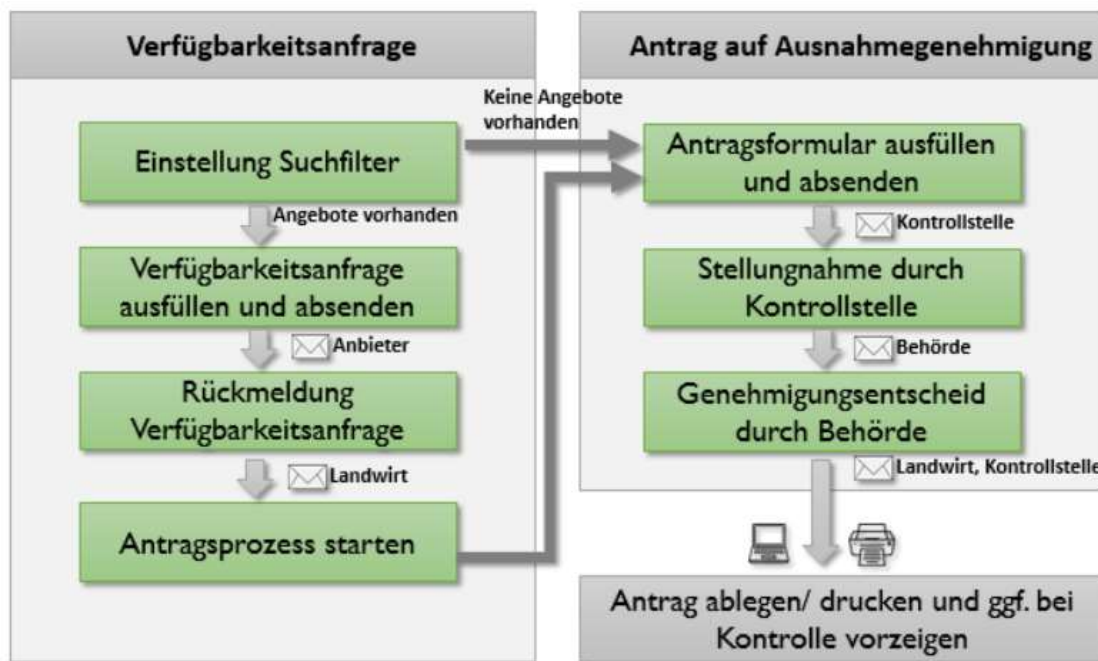 Verfügbarkeitsanfrage
Einstellung Suchfilter
Angebote vorhanden
Verfügbarkeitsanfrage
ausfüllen und absenden
Anbieter
Rückmeldung
Verfügbarkeitsanfrage
Landwirt
Antragsprozess starten
Keine Angebote
vorhanden
Antrag auf Ausnahmegenehmigung
Antragsformular ausfüllen
und absenden
Kontrollstelle
Stellungnahme durch
Kontrollstelle
Behörde
Genehmigungsentscheid
durch Behörde
Landwirt, Kontrollstelle
Antrag ablegen/ drucken und ggf. bei
Kontrolle vorzeigen